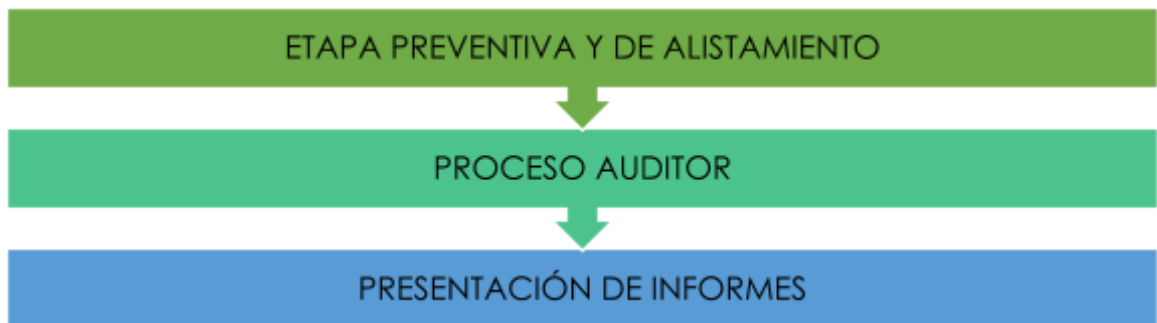 ETAPA PREVENTIVA Y DE ALISTAMIENTO
PROCESO AUDITOR
PRESENTACIÓN DE INFORMES